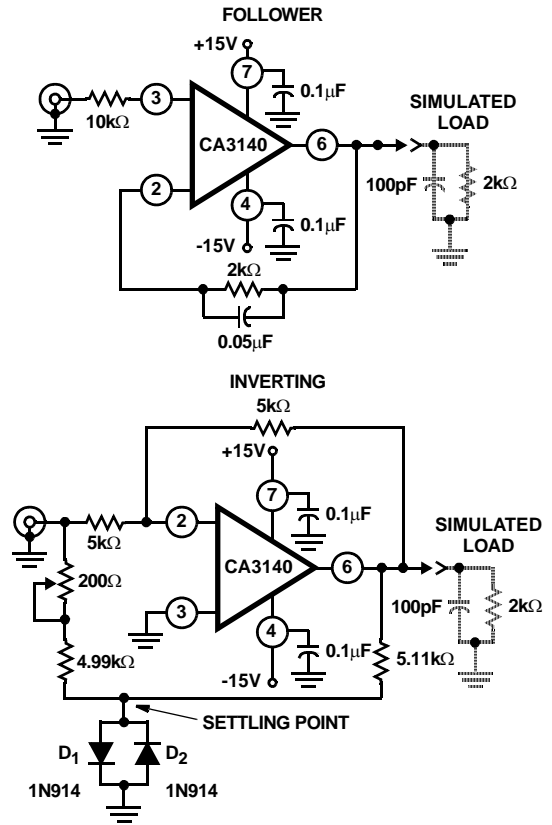 FOLLOWER
+15V
7
0.1µF
3
10kΩ
CA3140
6
SIMULATED
LOAD
100pF
2kΩ
2
4
0.1µF
-15V
2kΩ
0.05µF
INVERTING
5kΩ
+15V
7
0.1µF
2
5kΩ
CA3140
6
SIMULATED
LOAD
100pF
2kΩ
200Ω
3
4
0.1µF
5.11kΩ
4.99kΩ
-15V
SETTLING POINT
D1
D2
1N914
1N914